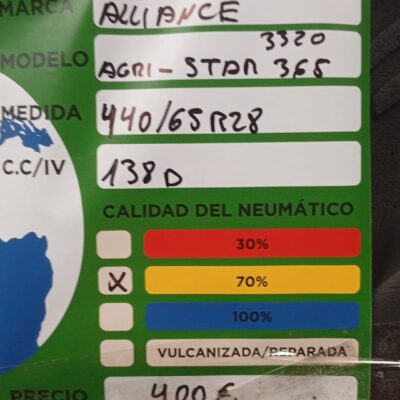 MARCA ALLIANCE
3320
MODELO AGRI-STAR 365
MEDIDA 440/65R28
C.C/IV 138D
CALIDAD DEL NEUMÁTICO
30%
X 70%
100%
VULCANIZADA/REPARADA
PRECIO 400 €